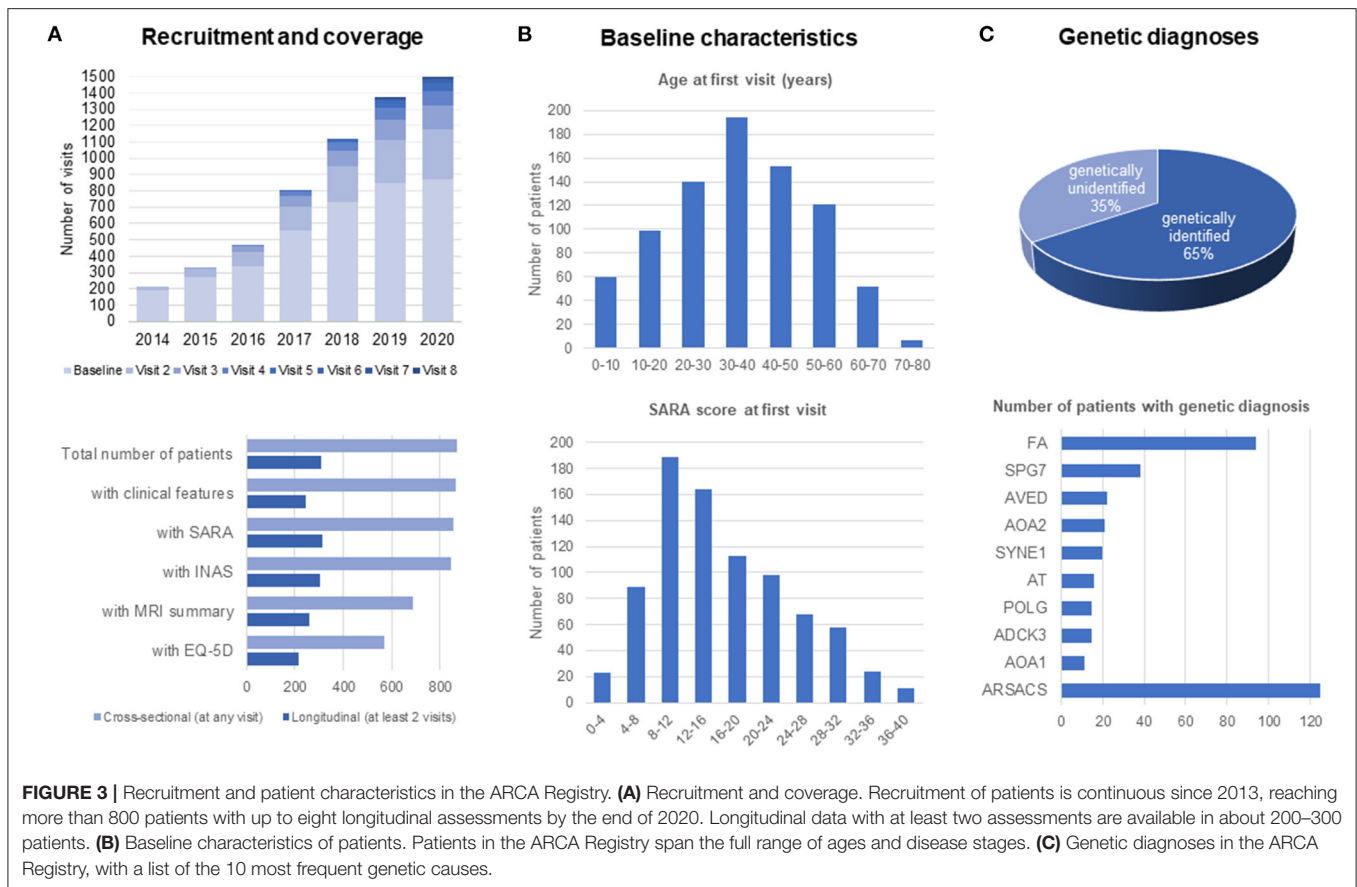 A
Recruitment and coverage
1500
1400
1300
1200
1100
1000
900
800
700
600
500
400
300
200
100
0
Number of visits
2014 2015 2016 2017 2018 2019 2020
Baseline Visit 2 Visit 3 Visit 4 Visit 5 Visit 6 Visit 7 Visit 8
Total number of patients
with clinical features
with SARA
with INAS
with MRI summary
with EQ-5D
0 200 400 600 800
Cross-sectional (at any visit) Longitudinal (at least 2 visits)
B
Baseline characteristics
Age at first visit (years)
200
180
160
140
120
100
80
60
40
20
0
Number of patients
0-10 10-20 20-30 30-40 40-50 50-60 60-70 70-80
SARA score at first visit
200
180
160
140
120
100
80
60
40
20
0
Number of patients
0-4 4-8 8-12 12-16 16-20 20-24 24-28 28-32 32-36 36-40
C
Genetic diagnoses
genetically
unidentified
35%
genetically
identified
65%
Number of patients with genetic diagnosis
FA
SPG7
AVED
AOA2
SYNE1
AT
POLG
ADCK3
AOA1
ARSACS
0 20 40 60 80 100 120
FIGURE 3 | Recruitment and patient characteristics in the ARCA Registry. (A) Recruitment and coverage. Recruitment of patients is continuous since 2013, reaching
more than 800 patients with up to eight longitudinal assessments by the end of 2020. Longitudinal data with at least two assessments are available in about 200–300
patients. (B) Baseline characteristics of patients. Patients in the ARCA Registry span the full range of ages and disease stages. (C) Genetic diagnoses in the ARCA
Registry, with a list of the 10 most frequent genetic causes.